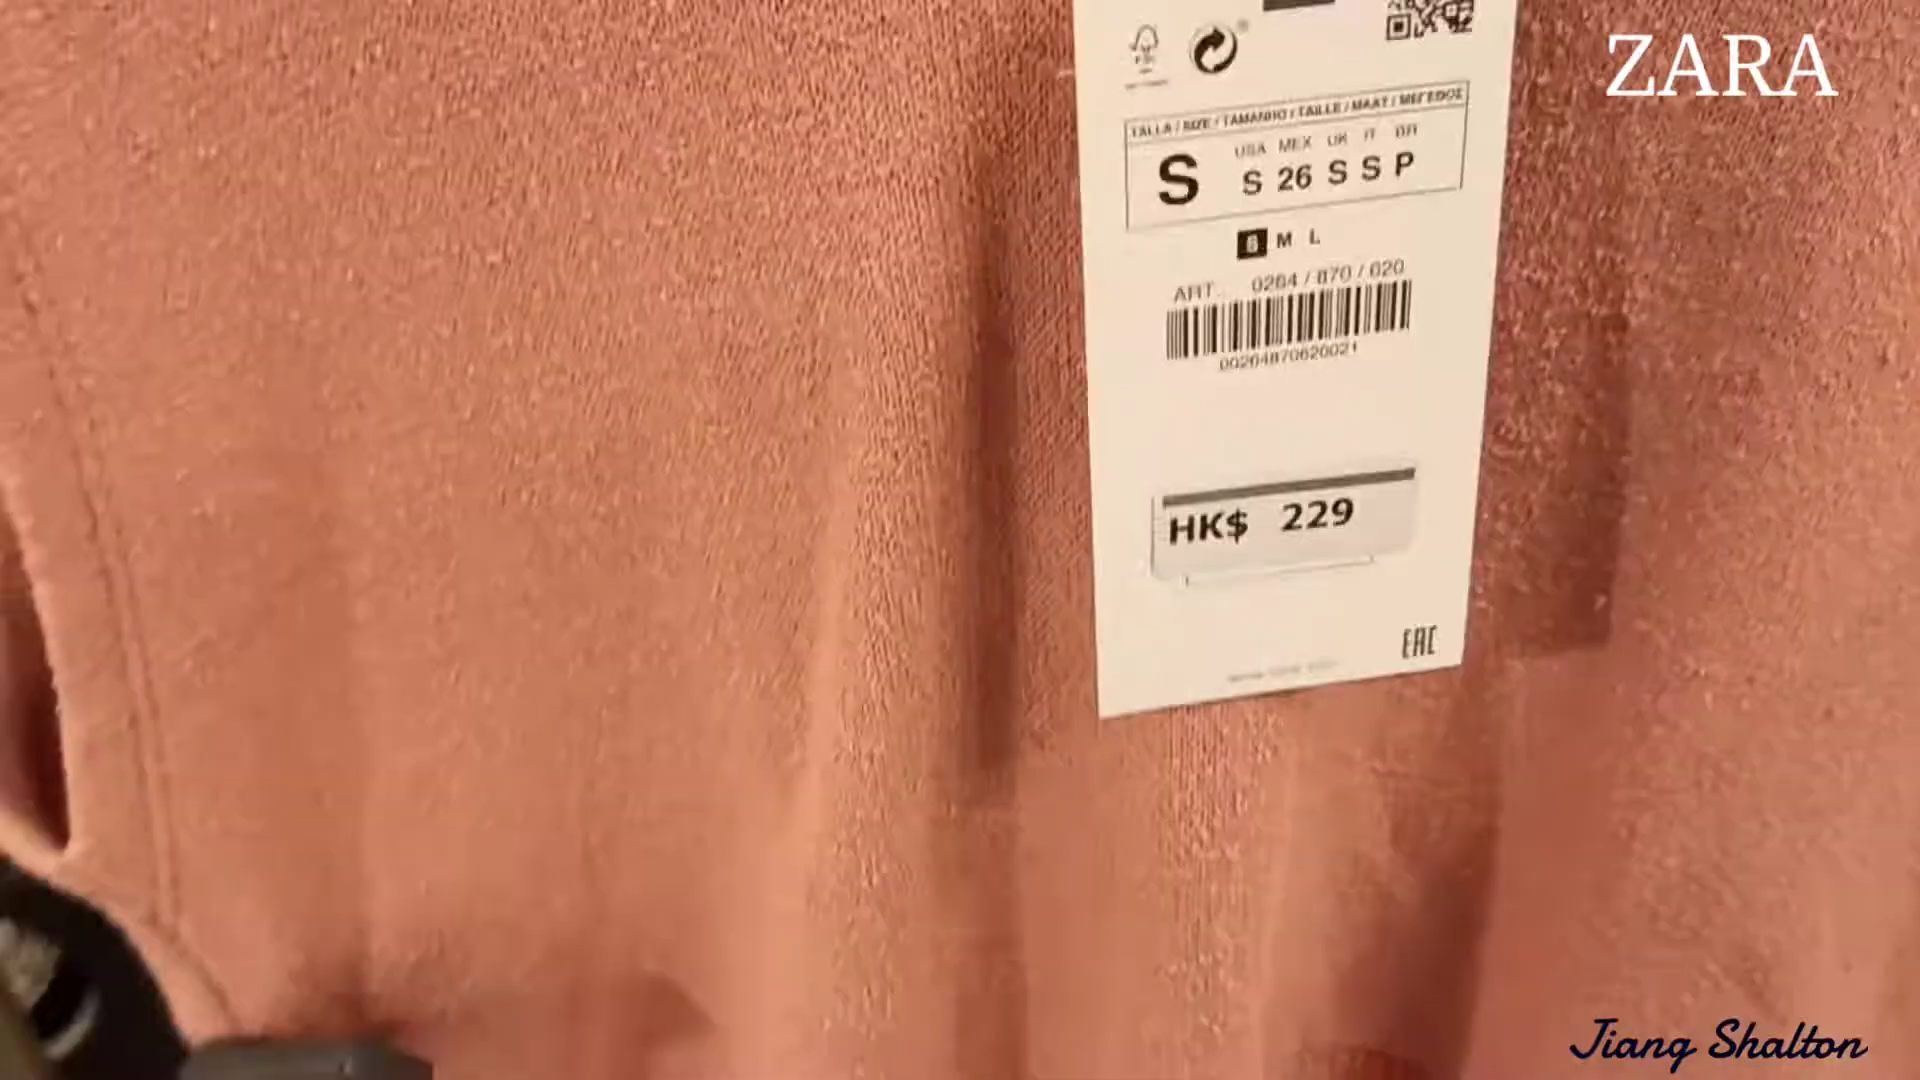 ZARA
TALLA / SIZE / TAMANHO / TAILLE / MAAT / ΜΕΓΕΘΟΣ
USA MEX UK IT BR
S S 26 S S P
S M L
ART. 0264 / 870 / 620
00264870620021
HK$ 229
EAC
Jiang Shalton